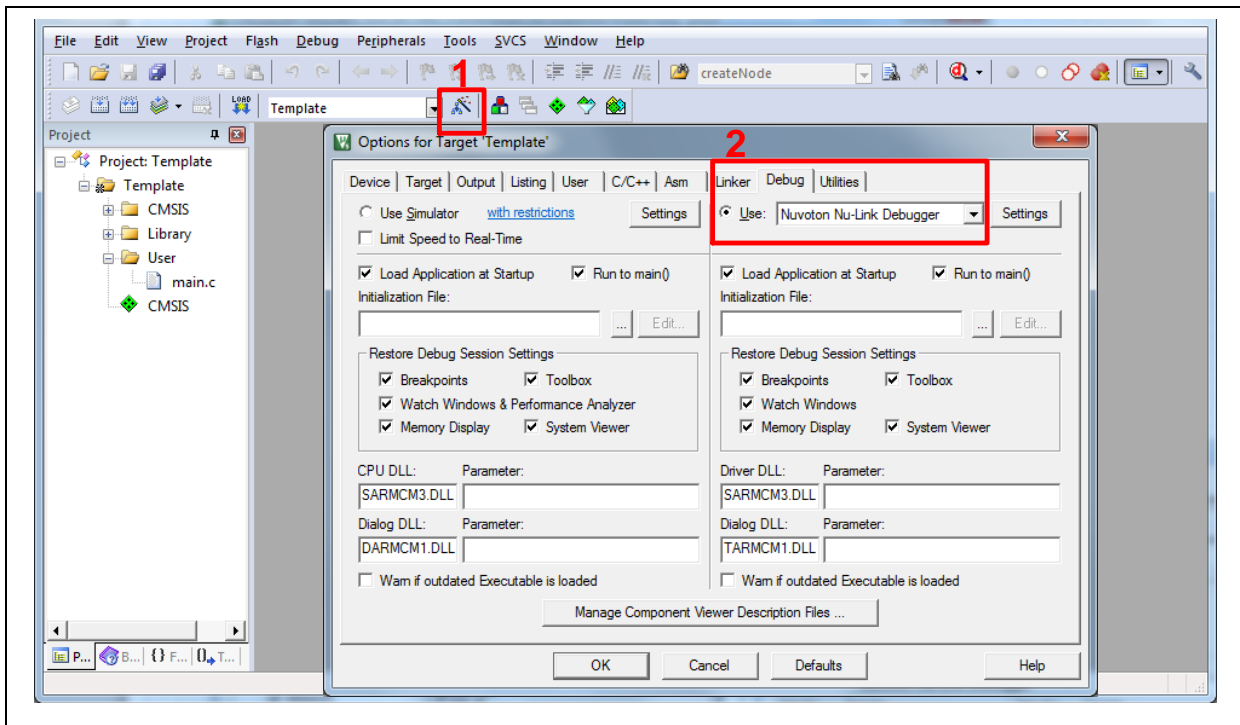 File Edit View Project Flash Debug Peripherals Tools SVCS Window Help
1
createNode
LOAD Template
Project
Project: Template
Template
CMSIS
Library
User
main.c
CMSIS
P... B... {} F... 0 T...
Options for Target 'Template'
2
Device Target Output Listing User C/C++ Asm Linker Debug Utilities
Use Simulator with restrictions Settings
Limit Speed to Real-Time
Use: Nuvoton Nu-Link Debugger Settings
Load Application at Startup Run to main()
Initialization File:
... Edit...
Load Application at Startup Run to main()
Initialization File:
... Edit...
Restore Debug Session Settings
Breakpoints Toolbox
Watch Windows & Performance Analyzer
Memory Display System Viewer
Restore Debug Session Settings
Breakpoints Toolbox
Watch Windows
Memory Display System Viewer
CPU DLL: Parameter:
SARMCM3.DLL
Dialog DLL: Parameter:
DARMCM1.DLL
Warn if outdated Executable is loaded
Driver DLL: Parameter:
SARMCM3.DLL
Dialog DLL: Parameter:
TARMCM1.DLL
Warn if outdated Executable is loaded
Manage Component Viewer Description Files ...
OK Cancel Defaults Help